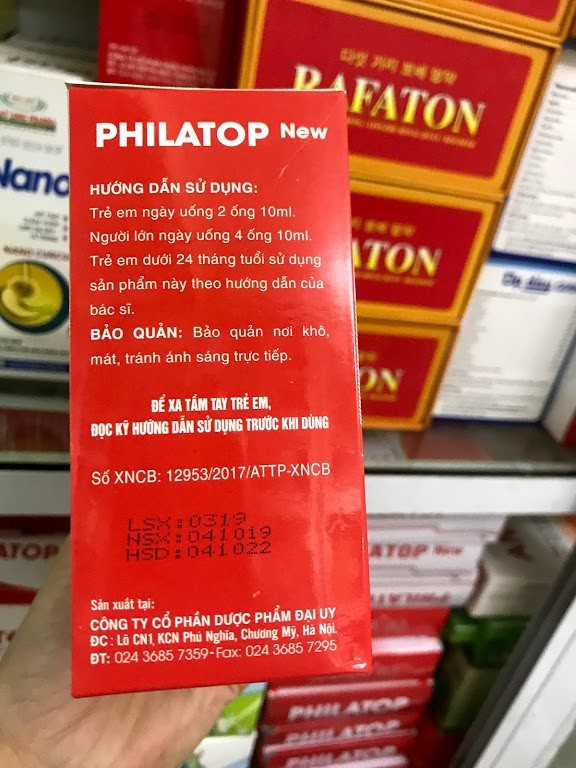 PHILATOP New
HƯỚNG DẪN SỬ DỤNG:
Trẻ em ngày uống 2 ống 10ml.
Người lớn ngày uống 4 ống 10ml.
Trẻ em dưới 24 tháng tuổi sử dụng
sản phẩm này theo hướng dẫn của
bác sĩ.
BẢO QUẢN: Bảo quản nơi khô,
mát, tránh ánh sáng trực tiếp.
ĐỂ XA TẦM TAY TRẺ EM,
ĐỌC KỸ HƯỚNG DẪN SỬ DỤNG TRƯỚC KHI DÙNG
Số XNCB: 12953/2017/ATTP-XNCB
LSX:0319
NSX:041019
HSD:041022
Sản xuất tại:
CÔNG TY CỔ PHẦN DƯỢC PHẨM ĐẠI UY
ĐC: Lô CN1, KCN Phú Nghĩa, Chương Mỹ, Hà Nội.
ĐT: 024 3685 7359-Fax: 024 3685 7295
RAFATON
ATON
ON
Nano
ATOP New
PHILATOP